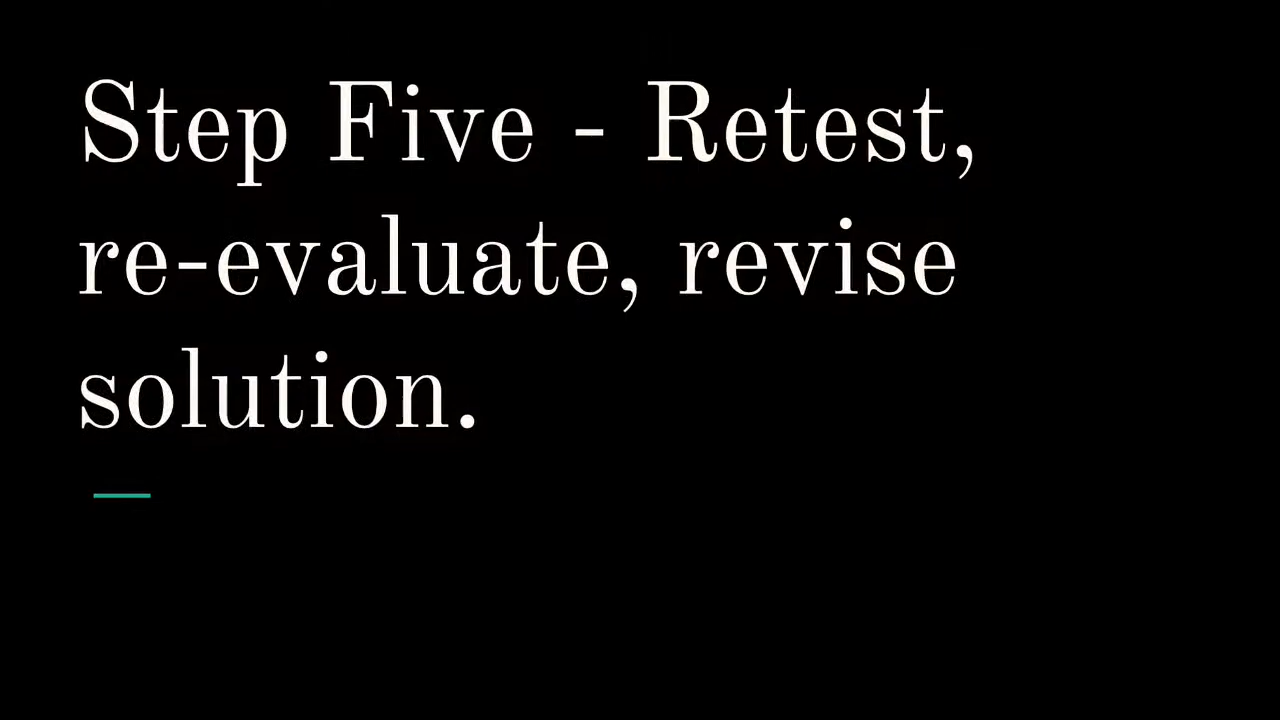 Step Five - Retest,
re-evaluate, revise
solution.